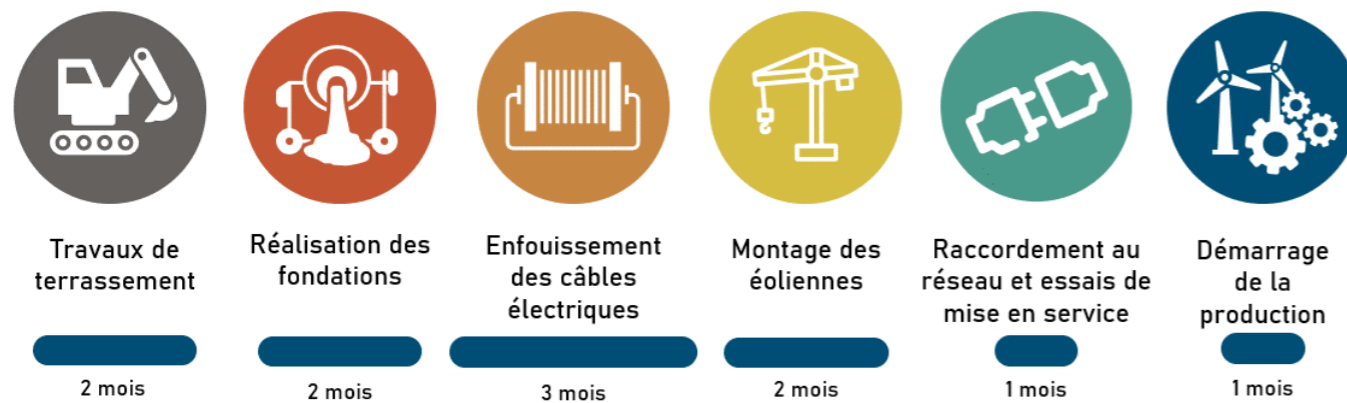 Travaux de
terrassement
2 mois
Réalisation des
fondations
2 mois
Enfouissement
des câbles
électriques
3 mois
Montage des
éoliennes
2 mois
Raccordement au
réseau et essais de
mise en service
1 mois
Démarrage
de la
production
1 mois